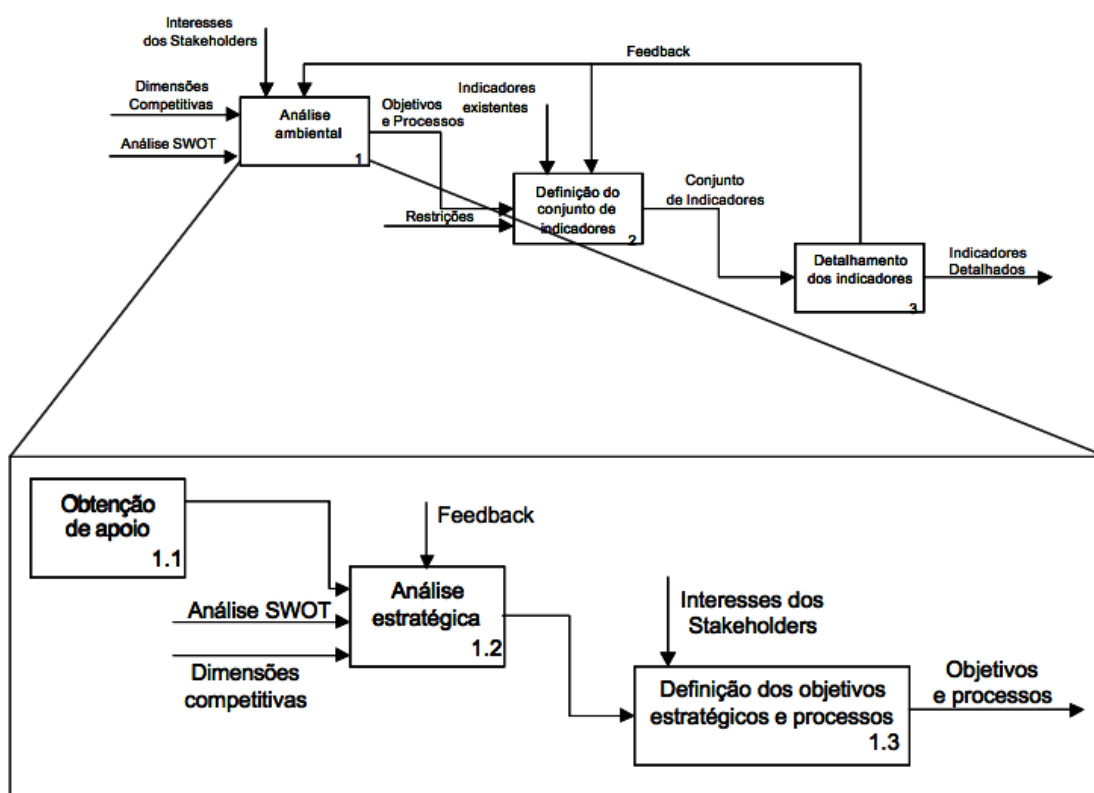 Interesses
dos Stakeholders
Feedback
Dimensões
Competitivas
Análise SWOT
Análise
ambiental
1
Objetivos
e Processos
Indicadores
existentes
Restrições
Definição do
conjunto de
indicadores
2
Conjunto
de Indicadores
Detalhamento
dos indicadores
3
Indicadores
Detalhados
Obtenção
de apoio
1.1
Feedback
Análise SWOT
Dimensões
competitivas
Análise
estratégica
1.2
Interesses dos
Stakeholders
Definição dos objetivos
estratégicos e processos
1.3
Objetivos
e processos